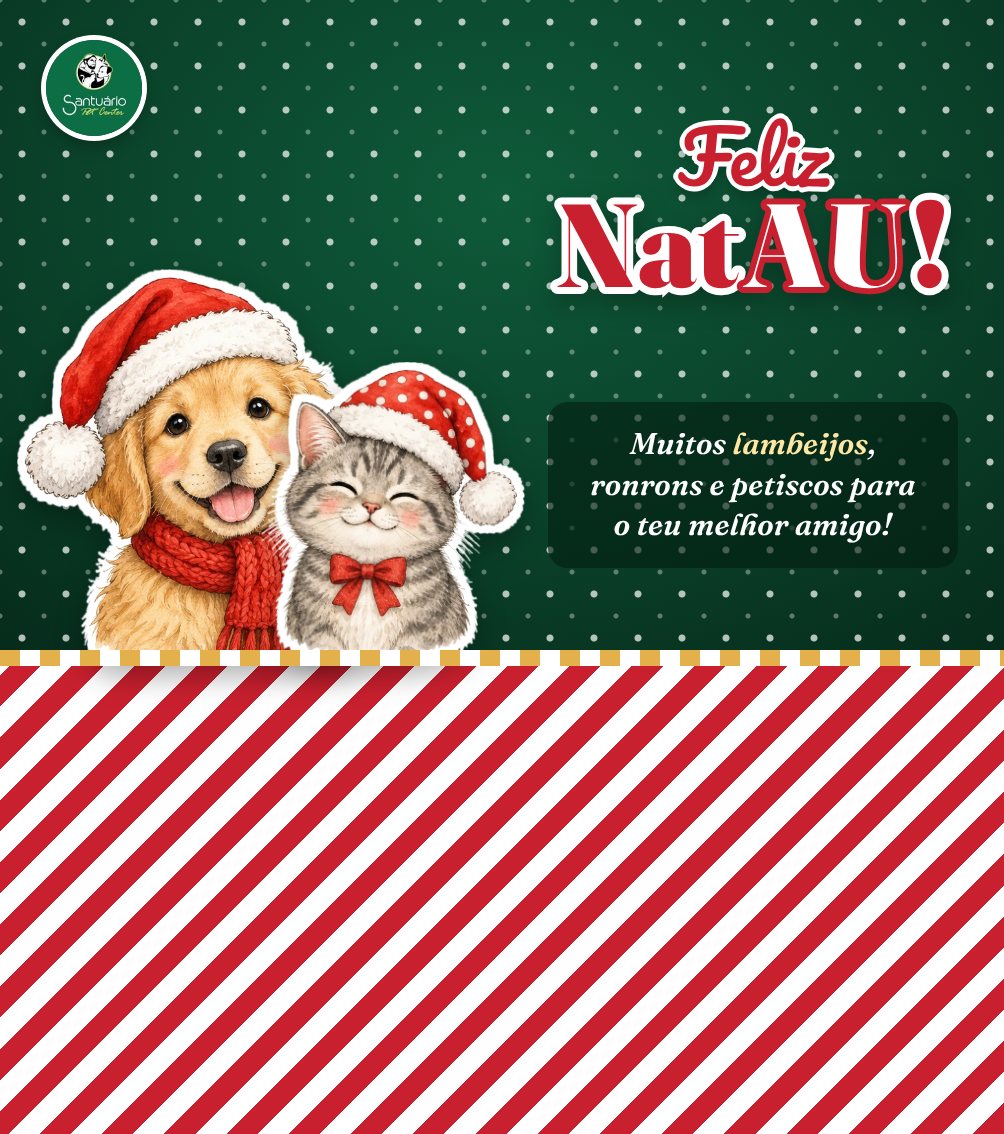 Santuário
Pet Center
Feliz
NatAU!
Muitos lambeijos,
ronrons e petiscos para
o teu melhor amigo!